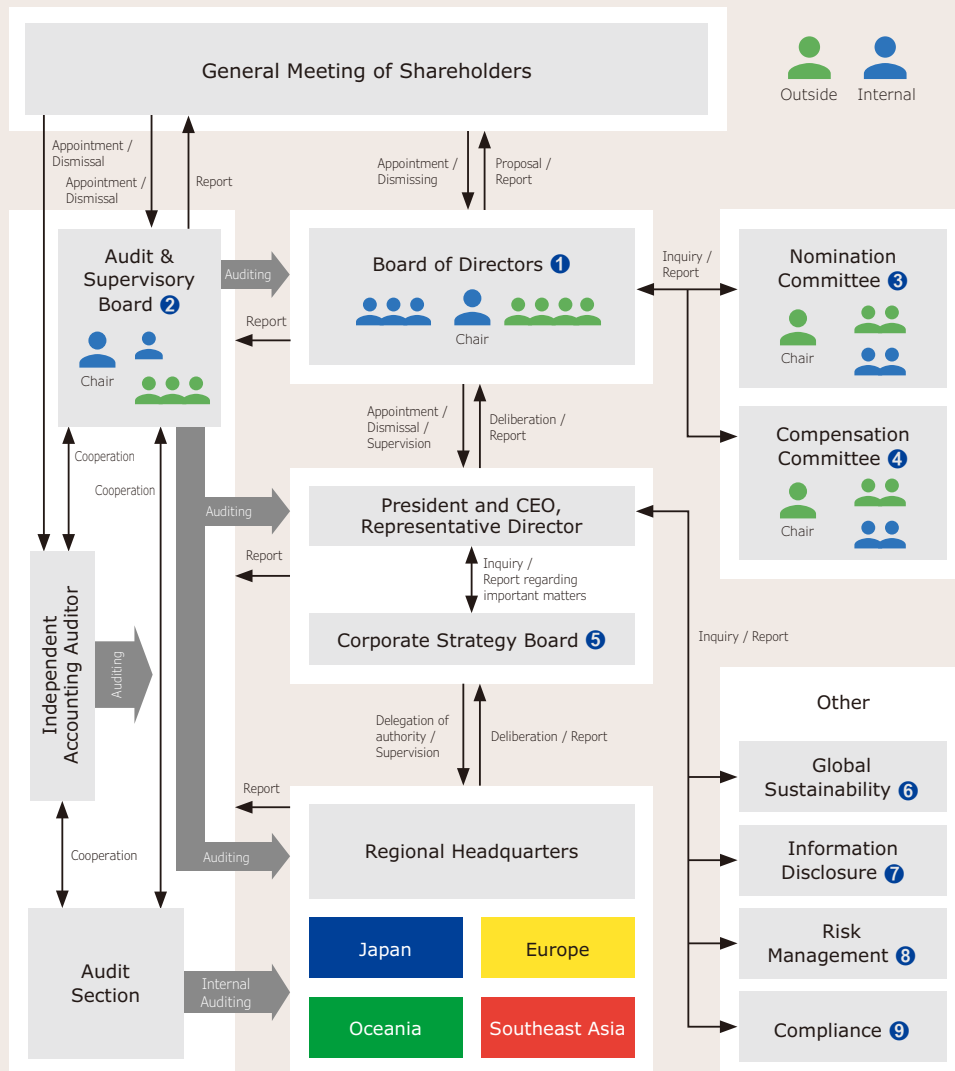 General Meeting of Shareholders
Outside
Internal
Appointment /
Dismissal
Appointment /
Dismissal
Report
Appointment /
Dismissing
Proposal /
Report
Audit &
Supervisory
Board 2
Chair
Auditing
Report
Board of Directors 1
Chair
Inquiry /
Report
Nomination
Committee 3
Chair
Compensation
Committee 4
Chair
Cooperation
Cooperation
Appointment /
Dismissal /
Supervision
Deliberation /
Report
Auditing
Report
President and CEO,
Representative Director
Inquiry /
Report regarding
important matters
Corporate Strategy Board 5
Inquiry / Report
Independent
Accounting Auditor
Auditing
Delegation of
authority /
Supervision
Deliberation / Report
Other
Global
Sustainability 6
Information
Disclosure 7
Risk
Management 8
Compliance 9
Report
Auditing
Regional Headquarters
Cooperation
Audit
Section
Internal
Auditing
Japan
Europe
Oceania
Southeast Asia